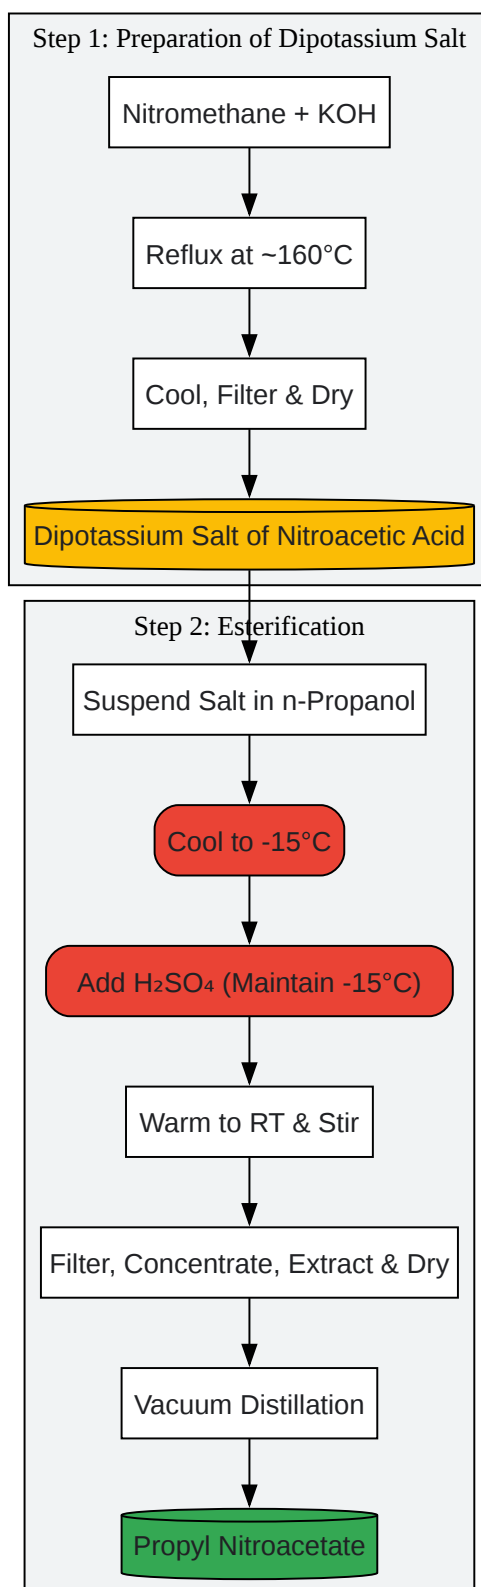 Step 1: Preparation of Dipotassium Salt
Nitromethane + KOH
Reflux at ~160°C
Cool, Filter & Dry
Dipotassium Salt of Nitroacetic Acid
Step 2: Esterification
Suspend Salt in n-Propanol
Cool to -15°C
Add H₂SO₄ (Maintain -15°C)
Warm to RT & Stir
Filter, Concentrate, Extract & Dry
Vacuum Distillation
Propyl Nitroacetate